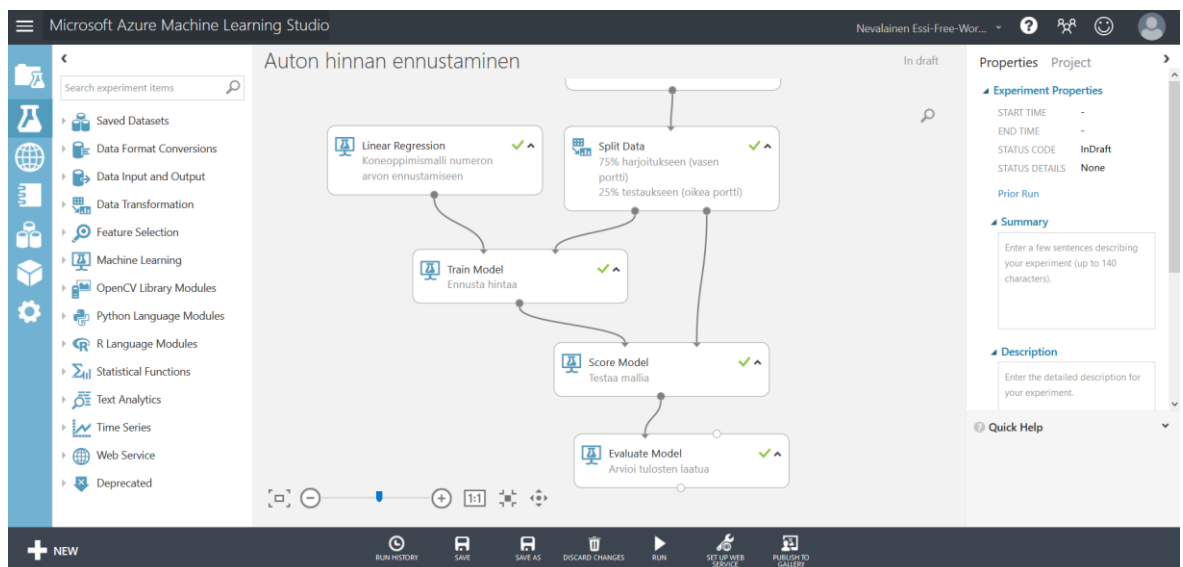 Microsoft Azure Machine Learning Studio
Nevalainen Essi-Free-Wor...
?
Search experiment items
Saved Datasets
Data Format Conversions
Data Input and Output
Data Transformation
Feature Selection
Machine Learning
OpenCV Library Modules
Python Language Modules
R Language Modules
Statistical Functions
Text Analytics
Time Series
Web Service
Deprecated
Auton hinnan ennustaminen
In draft
Linear Regression
Koneoppimismalli numeron
arvon ennustamiseen
Split Data
75% harjoitukseen (vasen
portti)
25% testaukseen (oikea portti)
Train Model
Ennusta hintaa
Score Model
Testaa mallia
Evaluate Model
Arvioi tulosten laatua
1:1
Properties Project
Experiment Properties
START TIME -
END TIME -
STATUS CODE InDraft
STATUS DETAILS None
Prior Run
Summary
Enter a few sentences describing
your experiment (up to 140
characters).
Description
Enter the detailed description for
your experiment.
Quick Help
NEW
RUN HISTORY
SAVE
SAVE AS
DISCARD CHANGES
RUN
SET UP WEB
SERVICE
PUBLISH TO
GALLERY